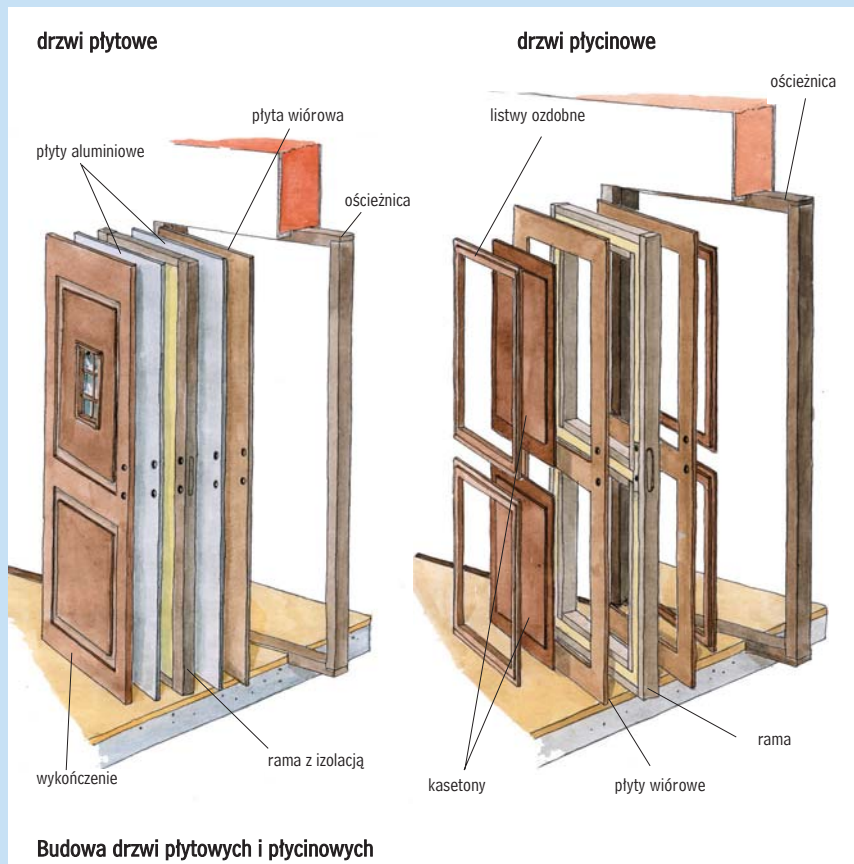 drzwi płytowe
płyta wiórowa
płyty aluminiowe
ościeżnica
rama z izolacją
wykończenie
drzwi płycinowe
ościeżnica
listwy ozdobne
rama
kasetony
płyty wiórowe
Budowa drzwi płytowych i płycinowych